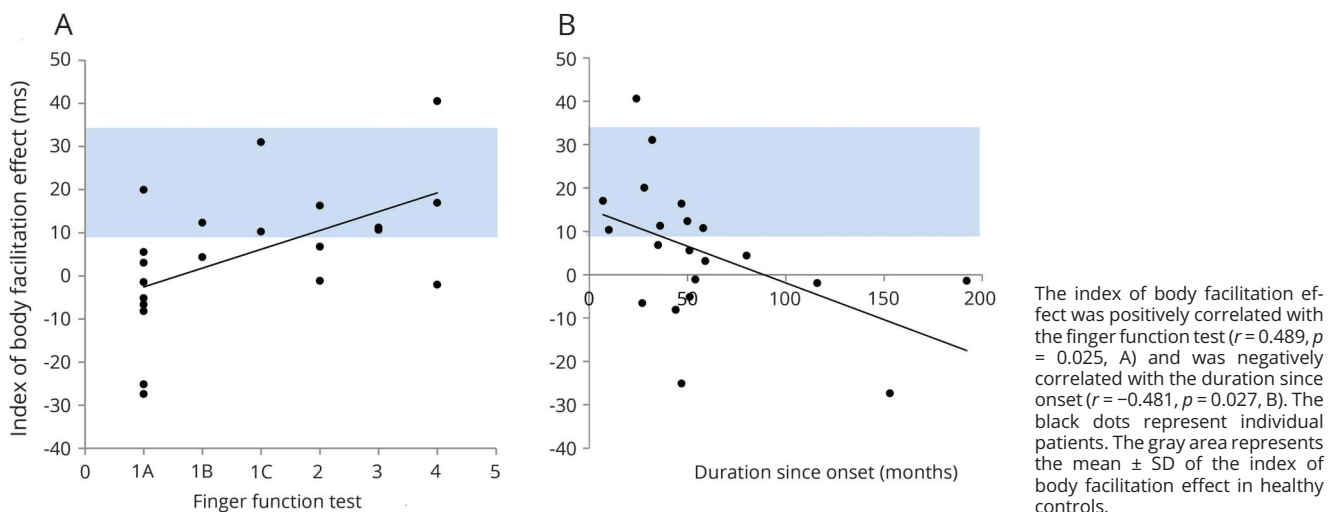 A
B
50
40
30
20
10
0
-10
-20
-30
-40
Index of body facilitation effect (ms)
0 1A 1B 1C 2 3 4 5
Finger function test
50
40
30
20
10
0
-10
-20
-30
-40
0 50 100 150 200
Duration since onset (months)
The index of body facilitation ef-
fect was positively correlated with
the finger function test (r = 0.489, p
= 0.025, A) and was negatively
correlated with the duration since
onset (r = −0.481, p = 0.027, B). The
black dots represent individual
patients. The gray area represents
the mean ± SD of the index of
body facilitation effect in healthy
controls.